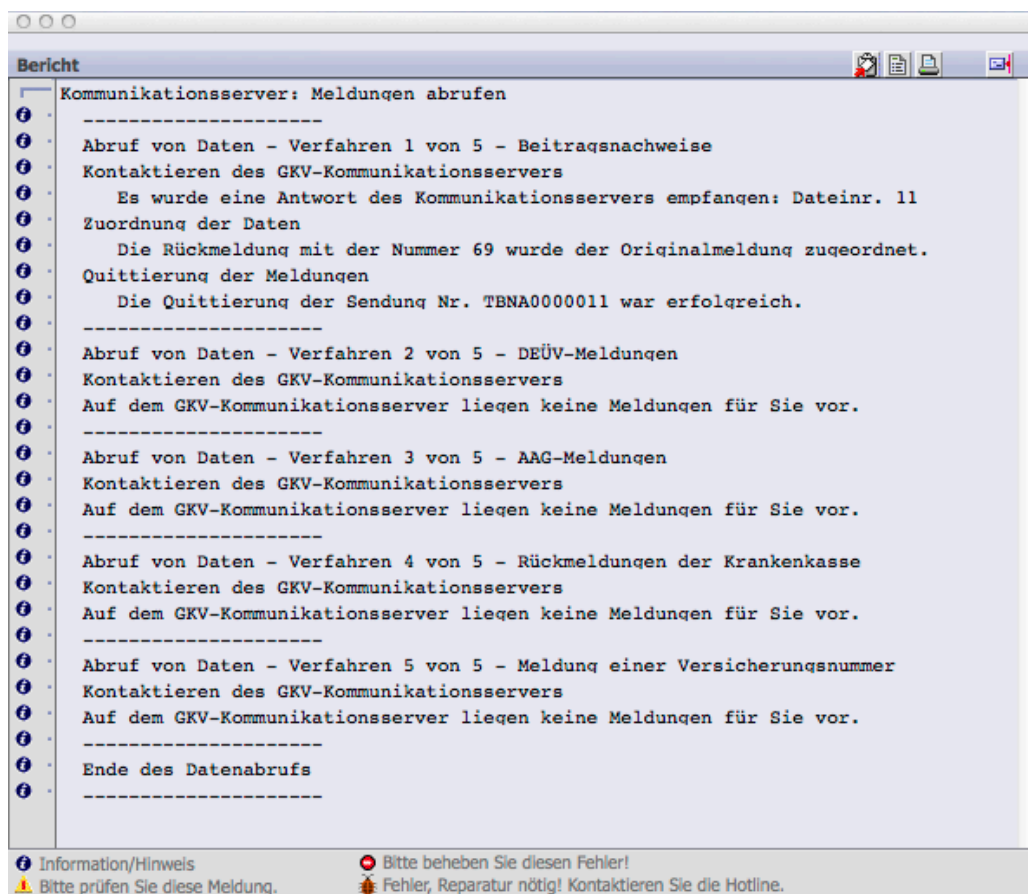 Bericht
Kommunikationsserver: Meldungen abrufen
---------------------
Abruf von Daten - Verfahren 1 von 5 - Beitragsnachweise
Kontaktieren des GKV-Kommunikationsservers
Es wurde eine Antwort des Kommunikationsservers empfangen: Dateinr. 11
Zuordnung der Daten
Die Rückmeldung mit der Nummer 69 wurde der Originalmeldung zugeordnet.
Quittierung der Meldungen
Die Quittierung der Sendung Nr. TBNA0000011 war erfolgreich.
---------------------
Abruf von Daten - Verfahren 2 von 5 - DEÜV-Meldungen
Kontaktieren des GKV-Kommunikationsservers
Auf dem GKV-Kommunikationsserver liegen keine Meldungen für Sie vor.
---------------------
Abruf von Daten - Verfahren 3 von 5 - AAG-Meldungen
Kontaktieren des GKV-Kommunikationsservers
Auf dem GKV-Kommunikationsserver liegen keine Meldungen für Sie vor.
---------------------
Abruf von Daten - Verfahren 4 von 5 - Rückmeldungen der Krankenkasse
Kontaktieren des GKV-Kommunikationsservers
Auf dem GKV-Kommunikationsserver liegen keine Meldungen für Sie vor.
---------------------
Abruf von Daten - Verfahren 5 von 5 - Meldung einer Versicherungsnummer
Kontaktieren des GKV-Kommunikationsservers
Auf dem GKV-Kommunikationsserver liegen keine Meldungen für Sie vor.
---------------------
Ende des Datenabrufs
---------------------
Information/Hinweis
Bitte beheben Sie diesen Fehler!
Bitte prüfen Sie diese Meldung.
Fehler, Reparatur nötig! Kontaktieren Sie die Hotline.